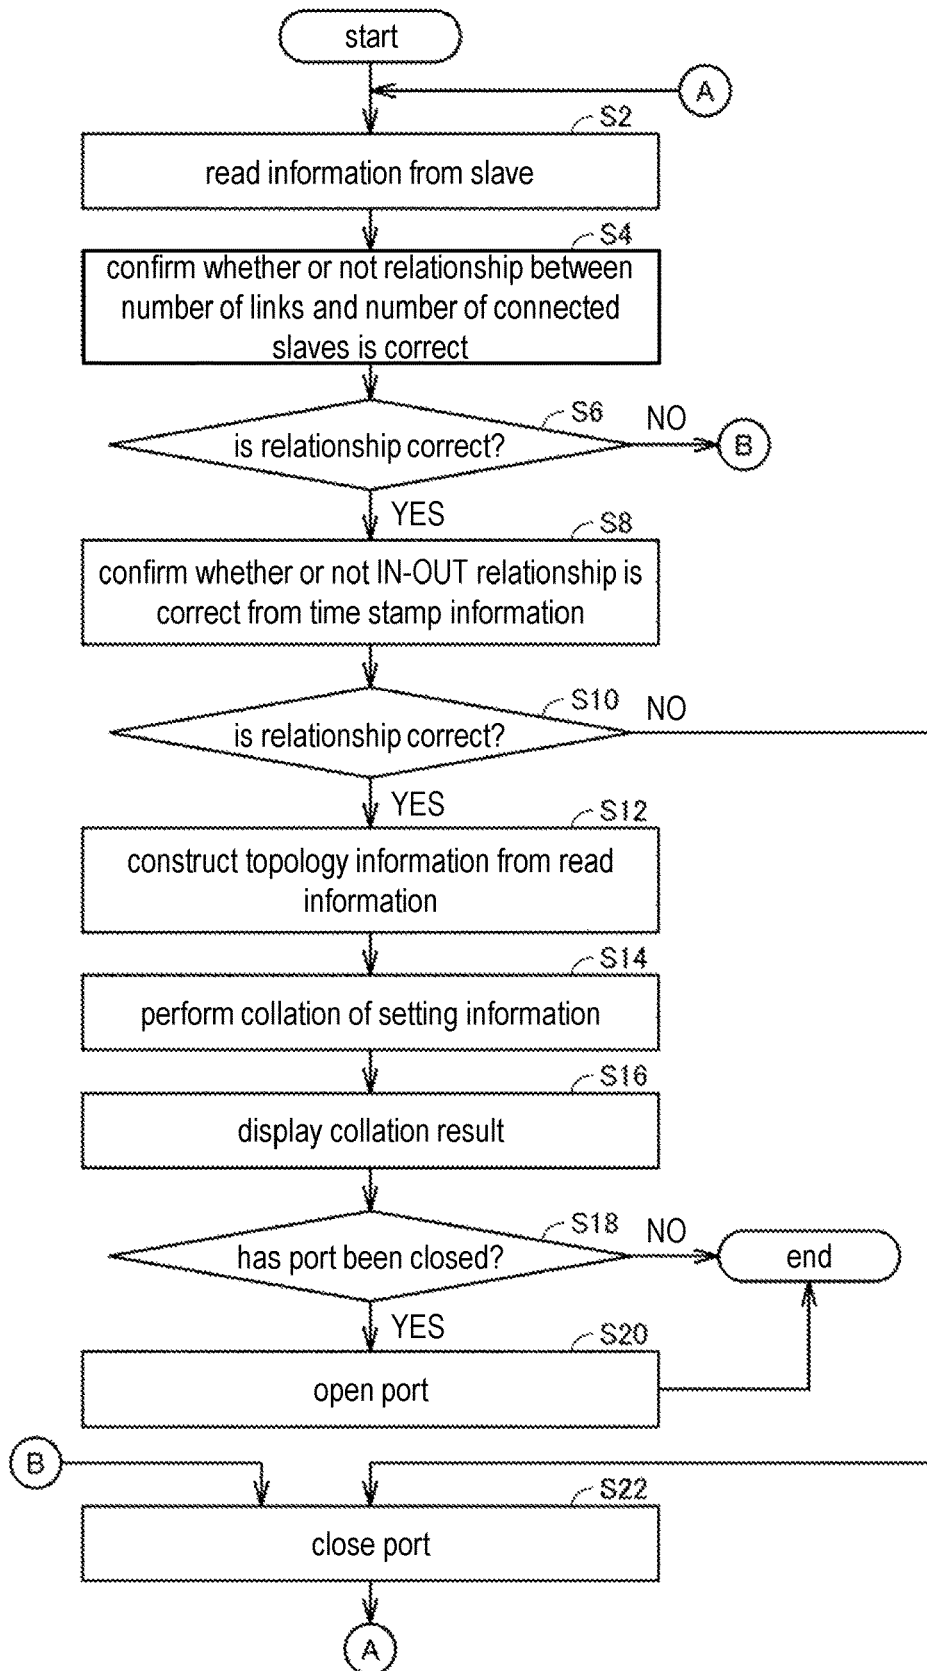 start
A
S2
read information from slave
S4
confirm whether or not relationship between
number of links and number of connected
slaves is correct
S6
is relationship correct?
NO
B
YES
S8
confirm whether or not IN-OUT relationship is
correct from time stamp information
S10
is relationship correct?
NO
YES
S12
construct topology information from read
information
S14
perform collation of setting information
S16
display collation result
S18
has port been closed?
NO
end
YES
S20
open port
B
S22
close port
A